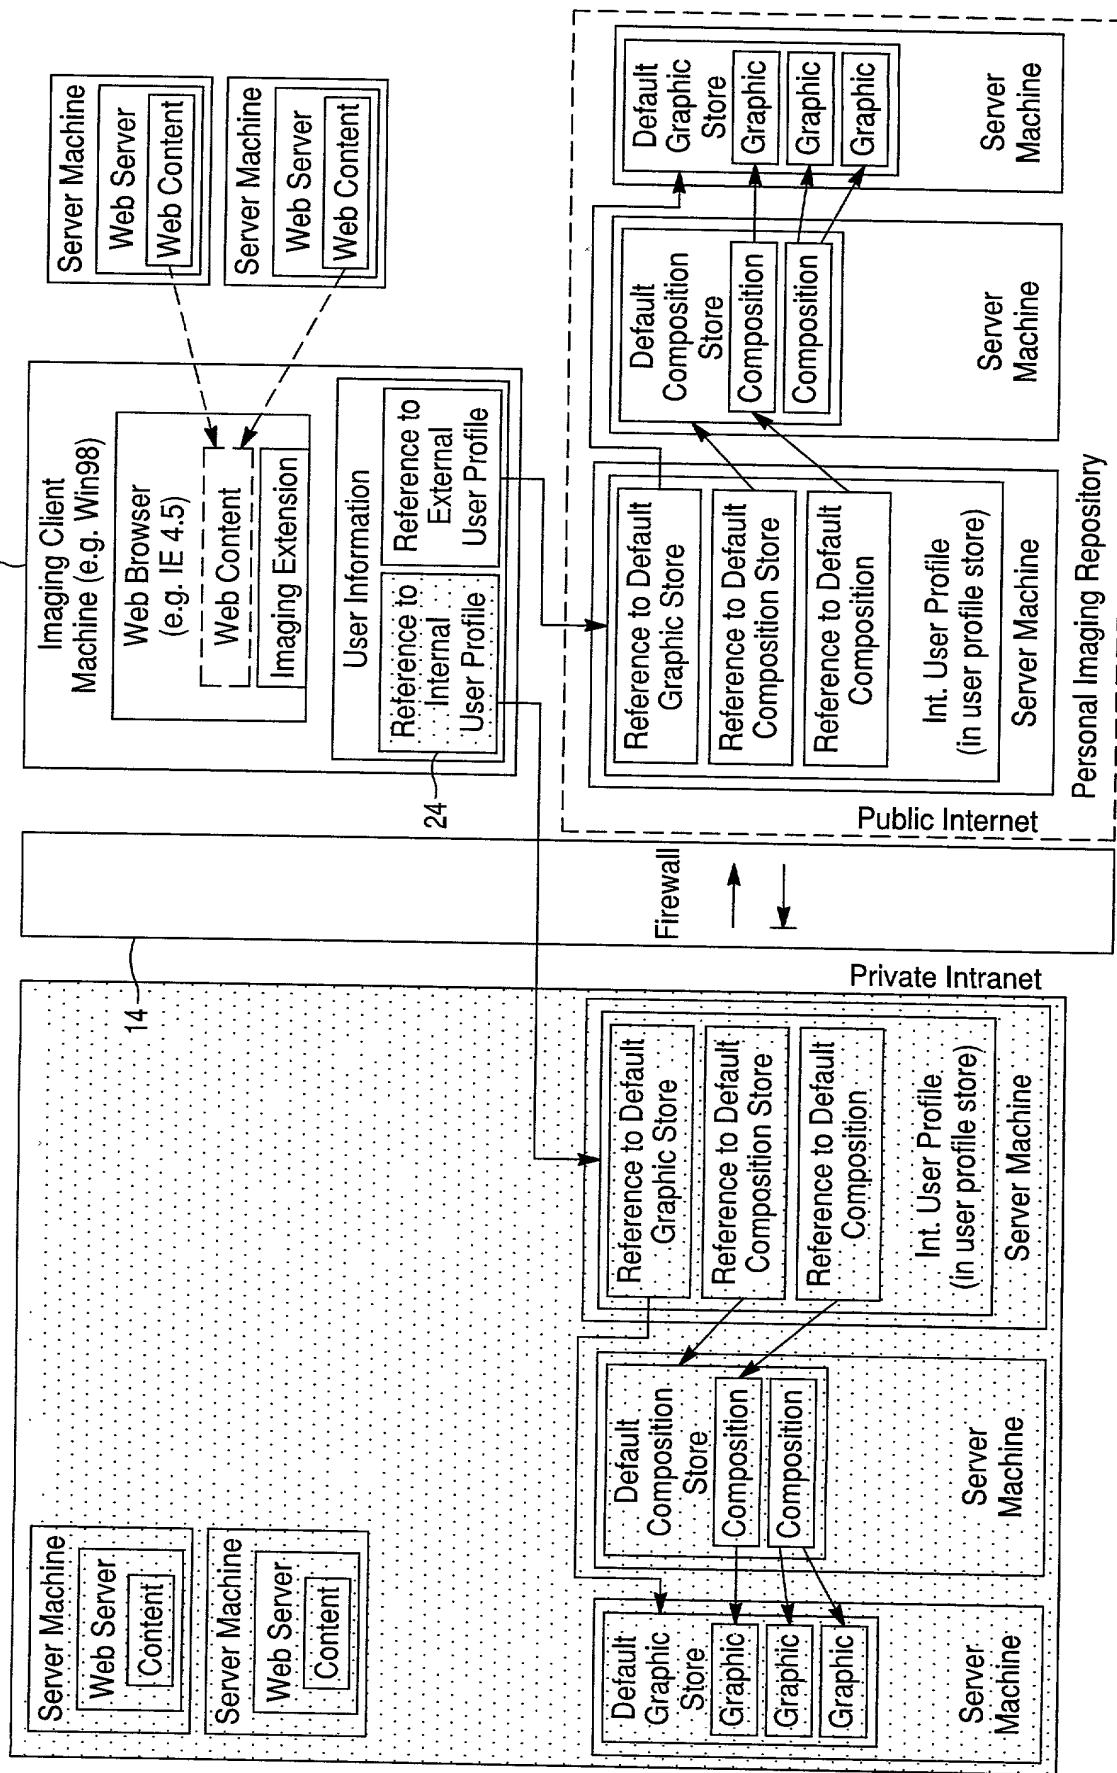 Server Machine
Web Server
Content
Server Machine
Web Server
Content
14
Imaging Client
Machine (e.g. Win98)
Web Browser
(e.g. IE 4.5)
Web Content
Imaging Extension
User Information
Reference to
Internal
User Profile
Reference to
External
User Profile
24
Server Machine
Web Server
Web Content
Server Machine
Web Server
Web Content
Default
Graphic
Store
Graphic
Graphic
Graphic
Server
Machine
Default
Composition
Store
Composition
Composition
Server
Machine
Reference to Default
Graphic Store
Reference to Default
Composition Store
Reference to Default
Composition
Int. User Profile
(in user profile store)
Server Machine
Private Intranet
Firewall
Public Internet
Reference to Default
Graphic Store
Reference to Default
Composition Store
Reference to Default
Composition
Int. User Profile
(in user profile store)
Server Machine
Default
Composition
Store
Composition
Composition
Server
Machine
Default
Graphic
Store
Graphic
Graphic
Graphic
Server
Machine
Personal Imaging Repository